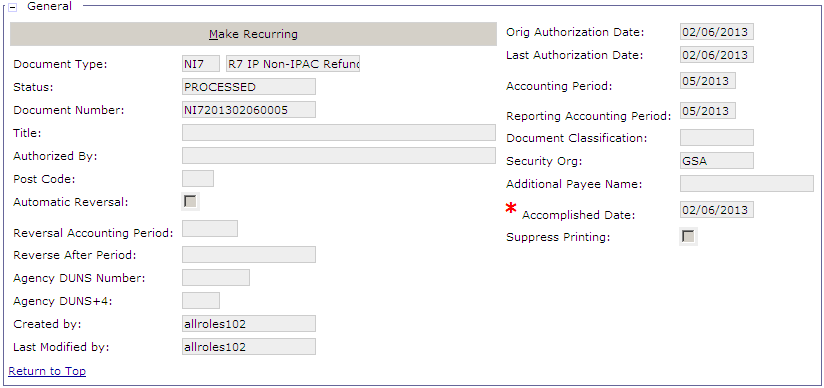 General
Make Recurring
Document Type: NI7 R7 IP Non-IPAC Refund
Status: PROCESSED
Document Number: NI7201302060005
Title:
Authorized By:
Post Code:
Automatic Reversal:
Reversal Accounting Period:
Reverse After Period:
Agency DUNS Number:
Agency DUNS+4:
Created by: allroles102
Last Modified by: allroles102
Return to Top
Orig Authorization Date: 02/06/2013
Last Authorization Date: 02/06/2013
Accounting Period: 05/2013
Reporting Accounting Period: 05/2013
Document Classification:
Security Org: GSA
Additional Payee Name:
* Accomplished Date: 02/06/2013
Suppress Printing: